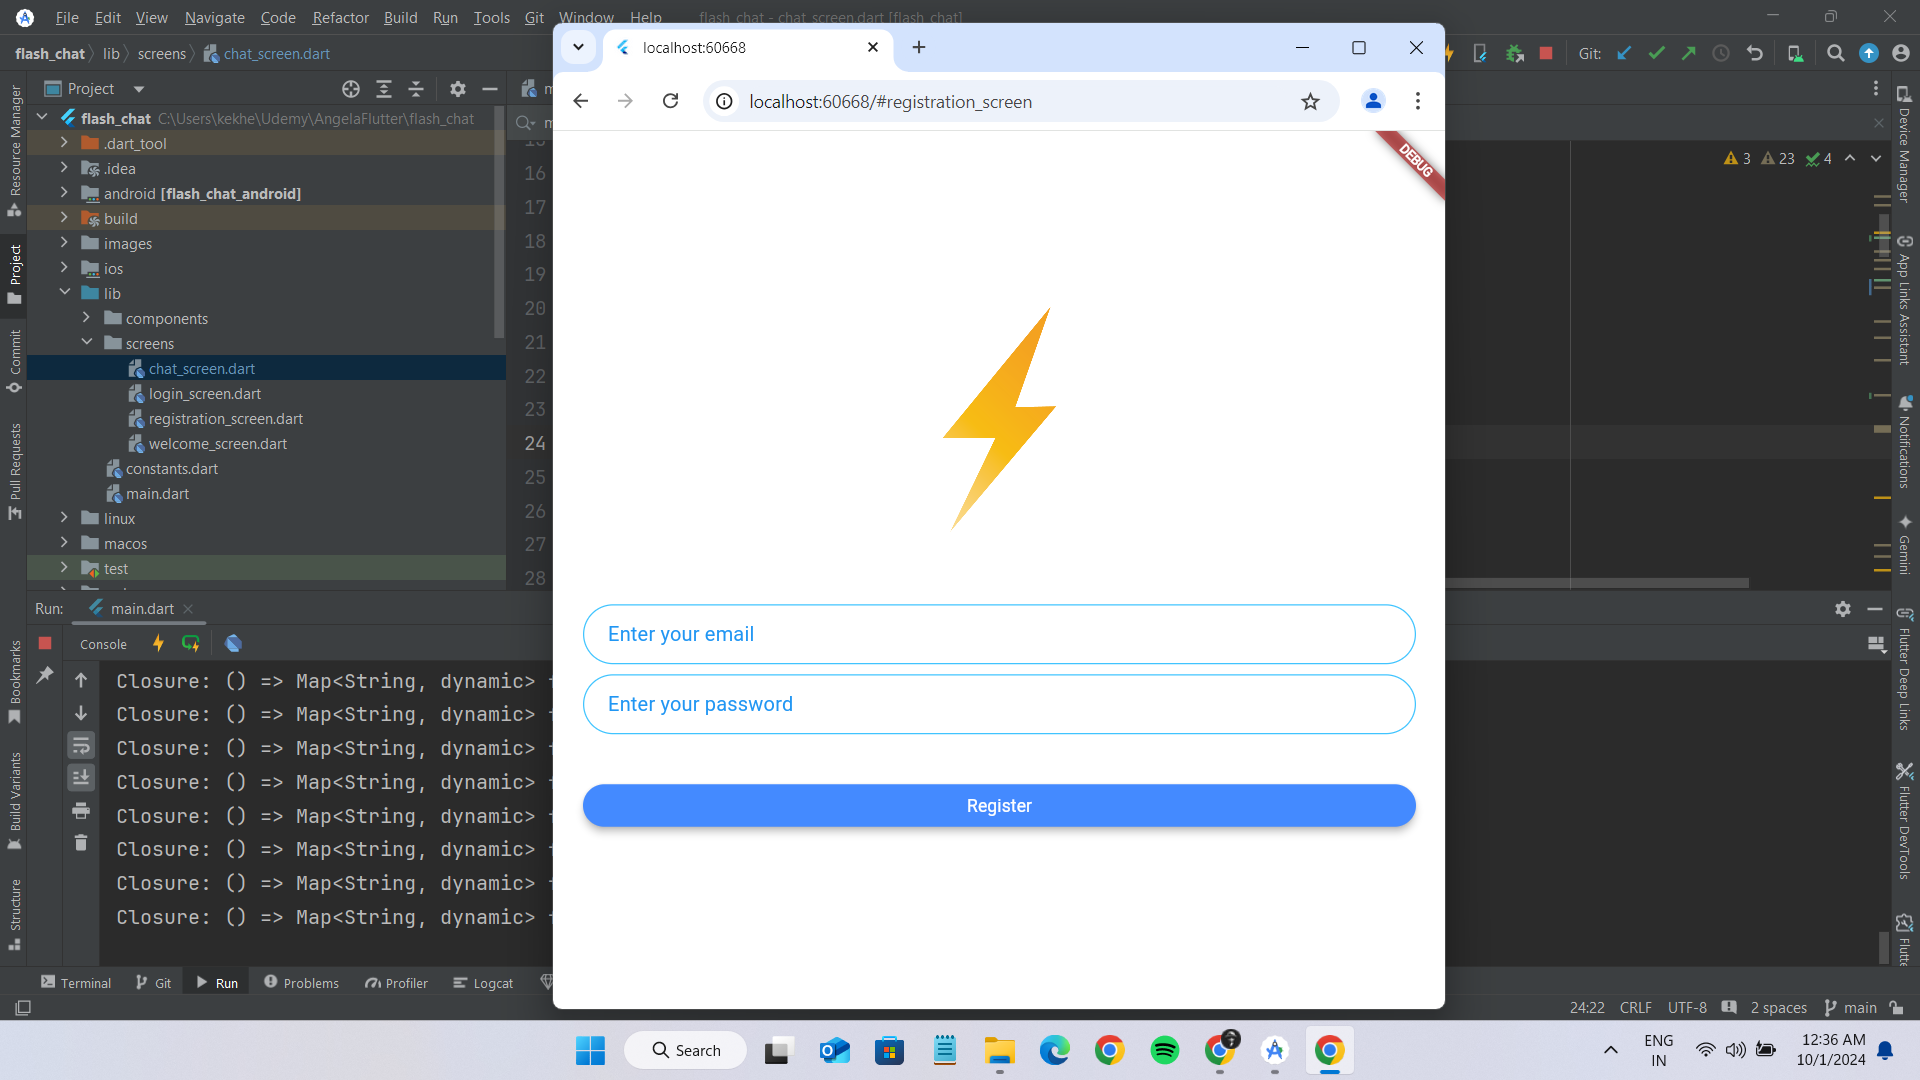 File Edit View Navigate Code Refactor Build Run Tools Git Window Help flash_chat - chat_screen.dart [flash_chat]
flash_chat lib screens chat_screen.dart
Git:
Project
flash_chat C:\Users\kekhe\Udemy\AngelaFlutter\flash_chat
.dart_tool
.idea
android [flash_chat_android]
build
images
ios
lib
components
screens
chat_screen.dart
login_screen.dart
registration_screen.dart
welcome_screen.dart
constants.dart
main.dart
linux
macos
test
Resource Manager
Project
Commit
Pull Requests
Bookmarks
Build Variants
Structure
16
17
18
19
20
21
22
23
24
25
26
27
28
localhost:60668
localhost:60668/#registration_screen
DEBUG
Enter your email
Enter your password
Register
3 23 4
Device Manager
App Links Assistant
Notifications
Gemini
Flutter Deep Links
Flutter DevTools
Run: main.dart
Console
Closure: () => Map<String, dynamic>
Closure: () => Map<String, dynamic>
Closure: () => Map<String, dynamic>
Closure: () => Map<String, dynamic>
Closure: () => Map<String, dynamic>
Closure: () => Map<String, dynamic>
Closure: () => Map<String, dynamic>
Closure: () => Map<String, dynamic>
Terminal Git Run Problems Profiler Logcat
24:22 CRLF UTF-8 2 spaces main
Search
ENG
IN
12:36 AM
10/1/2024